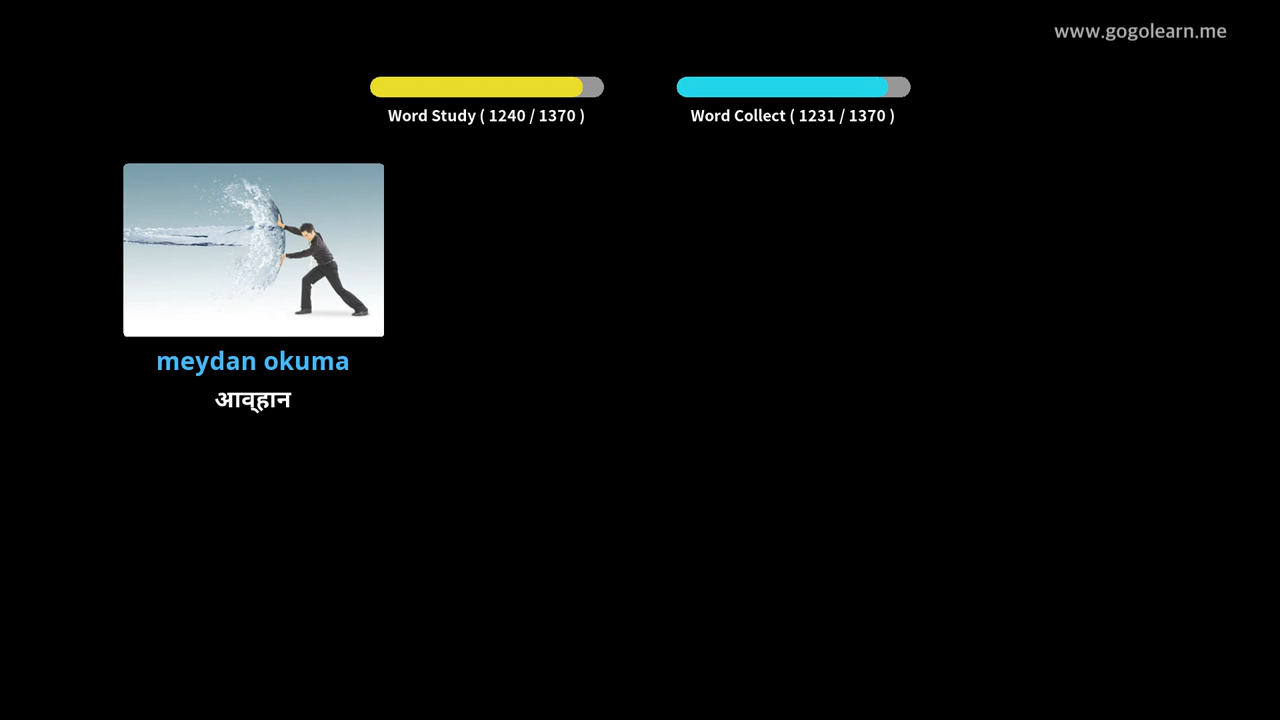 www.gogolearn.me
Word Study ( 1240 / 1370 )
Word Collect ( 1231 / 1370 )
meydan okuma
आव्हान